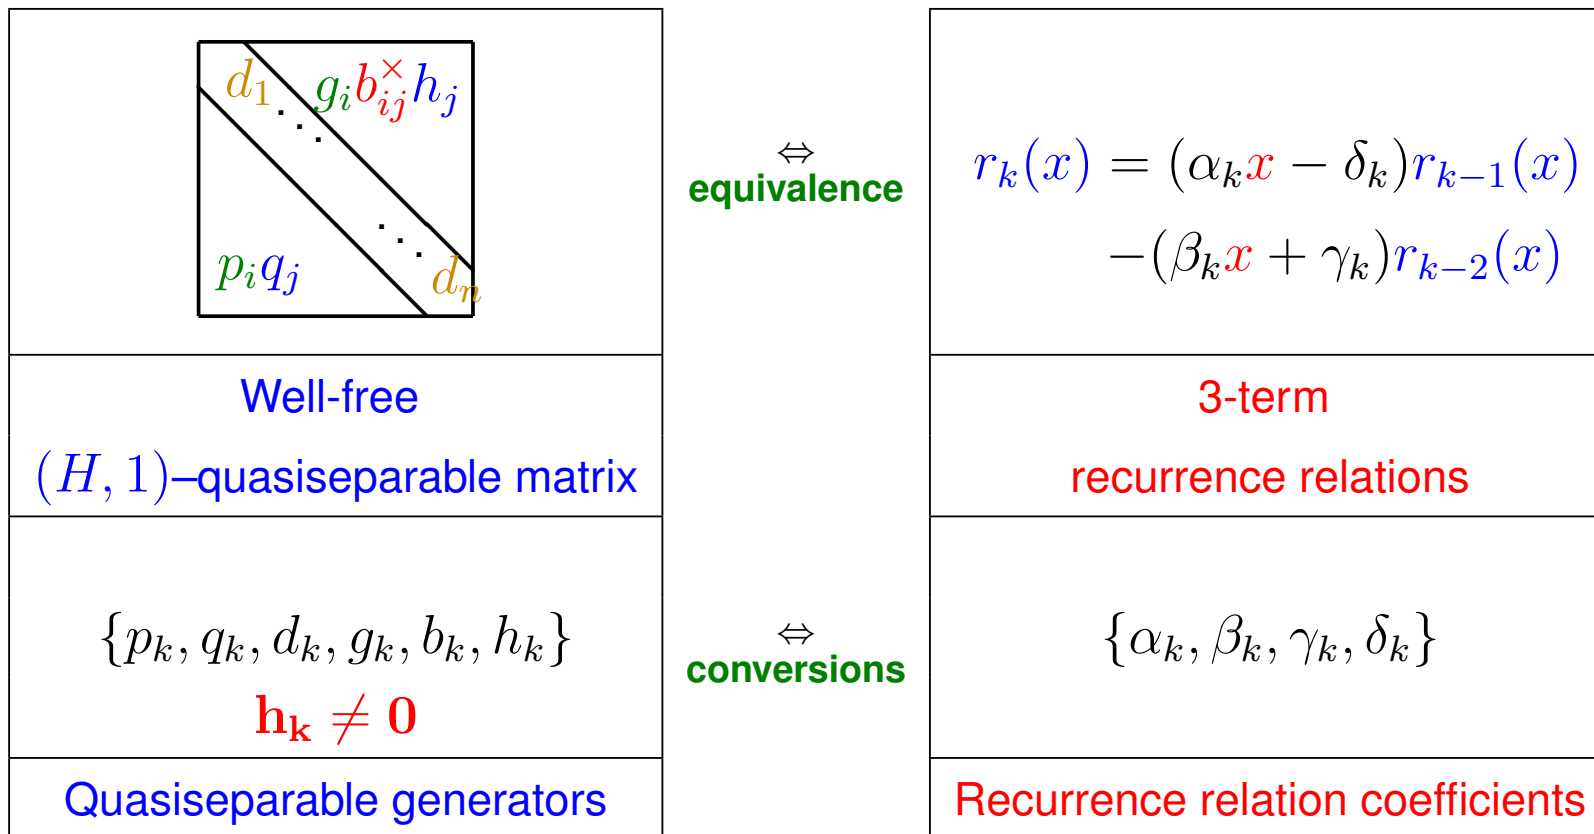 d_1 ⋱ g_i b_{ij}^× h_j
p_i q_j ⋱ d_n
⇔
equivalence
r_k(x) = (α_k x − δ_k)r_{k−1}(x)
−(β_k x + γ_k)r_{k−2}(x)
Well-free
(H, 1)–quasiseparable matrix
3-term
recurrence relations
{p_k, q_k, d_k, g_k, b_k, h_k}
h_k ≠ 0
⇔
conversions
{α_k, β_k, γ_k, δ_k}
Quasiseparable generators
Recurrence relation coefficients